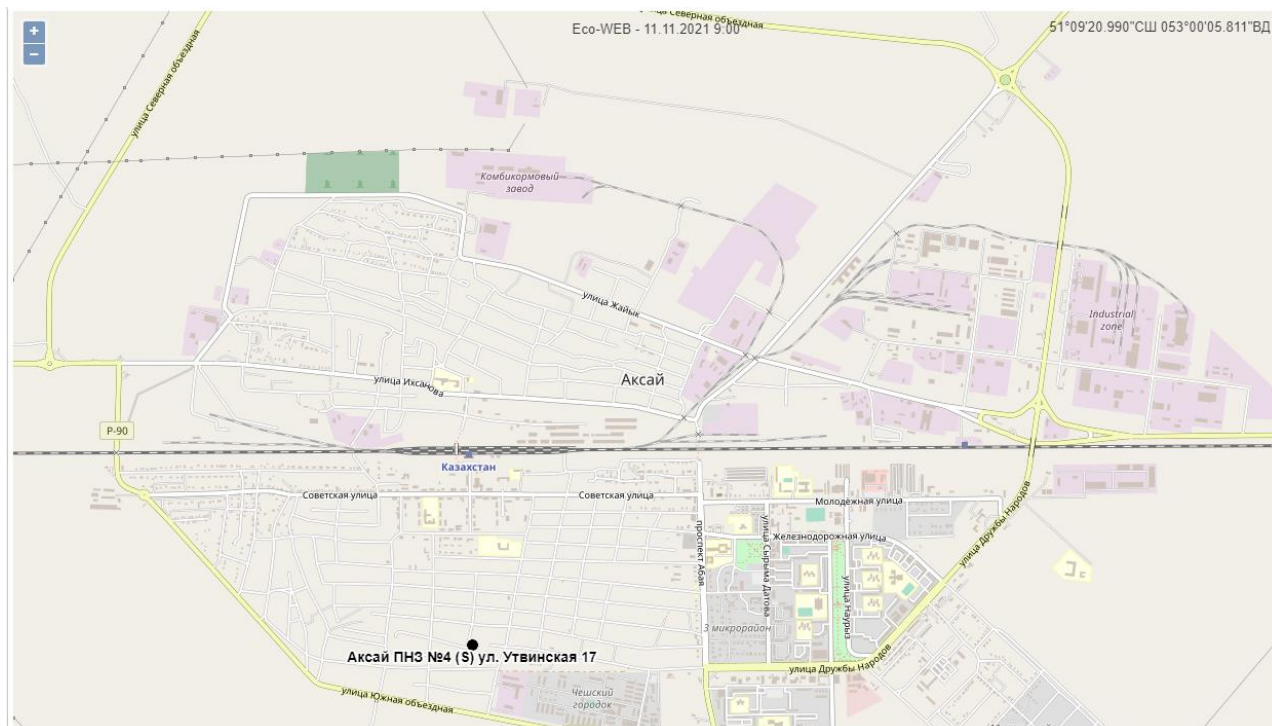 улица Северная объездная
Eco-WEB - 11.11.2021 9:00
51°09'20.990"СШ 053°00'05.811"ВД
+
−
улица Северная объездная
Комбикормовый
завод
улица Жайык
Industrial
zone
улица Ихсанова
Аксай
P-90
Казахстан
Советская улица
Советская улица
Молодёжная улица
проспект Абая
улица Сырыма Датова
Железнодорожная улица
улица Дружбы Народов
улица Наурыз
3 микрорайон
Аксай ПНЗ №4 (S) ул. Утвинская 17
улица Дружбы Народов
улица Южная объездная
Чешский
городок